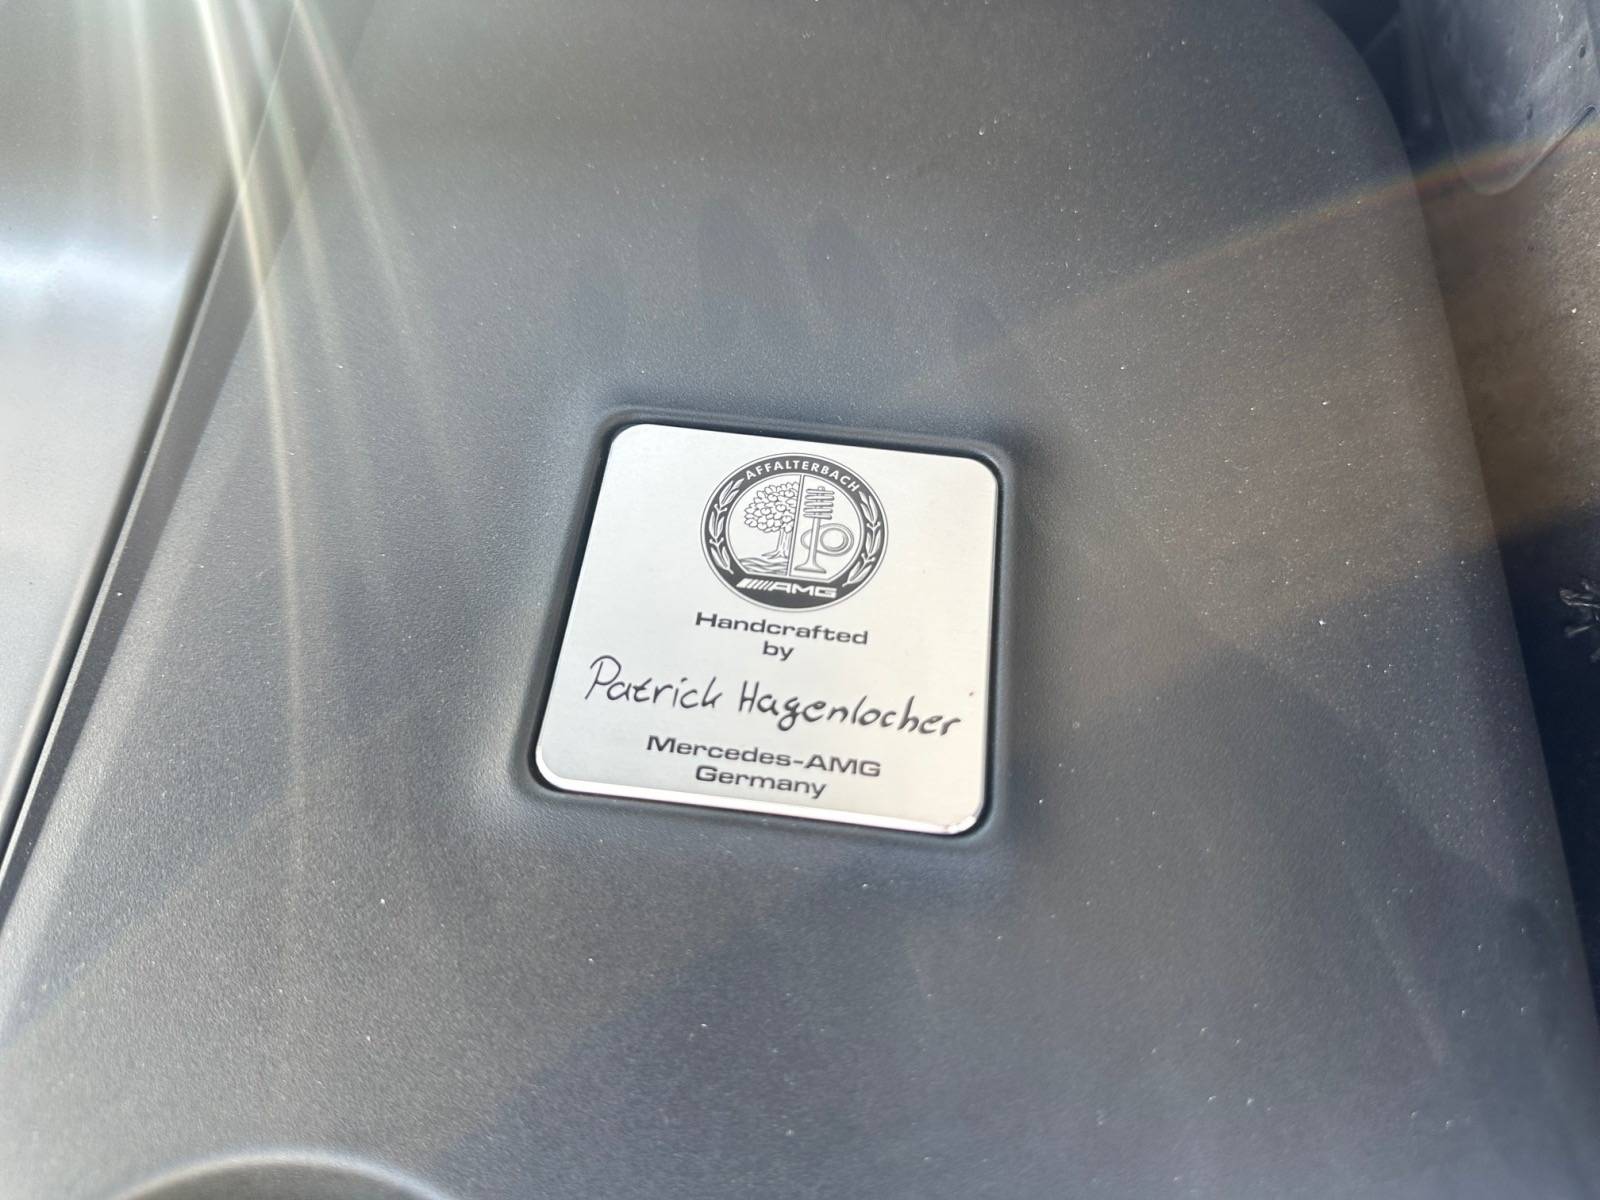 AFFALTERBACH
AMG
Handcrafted
by
Patrick Hagenlocher
Mercedes-AMG
Germany